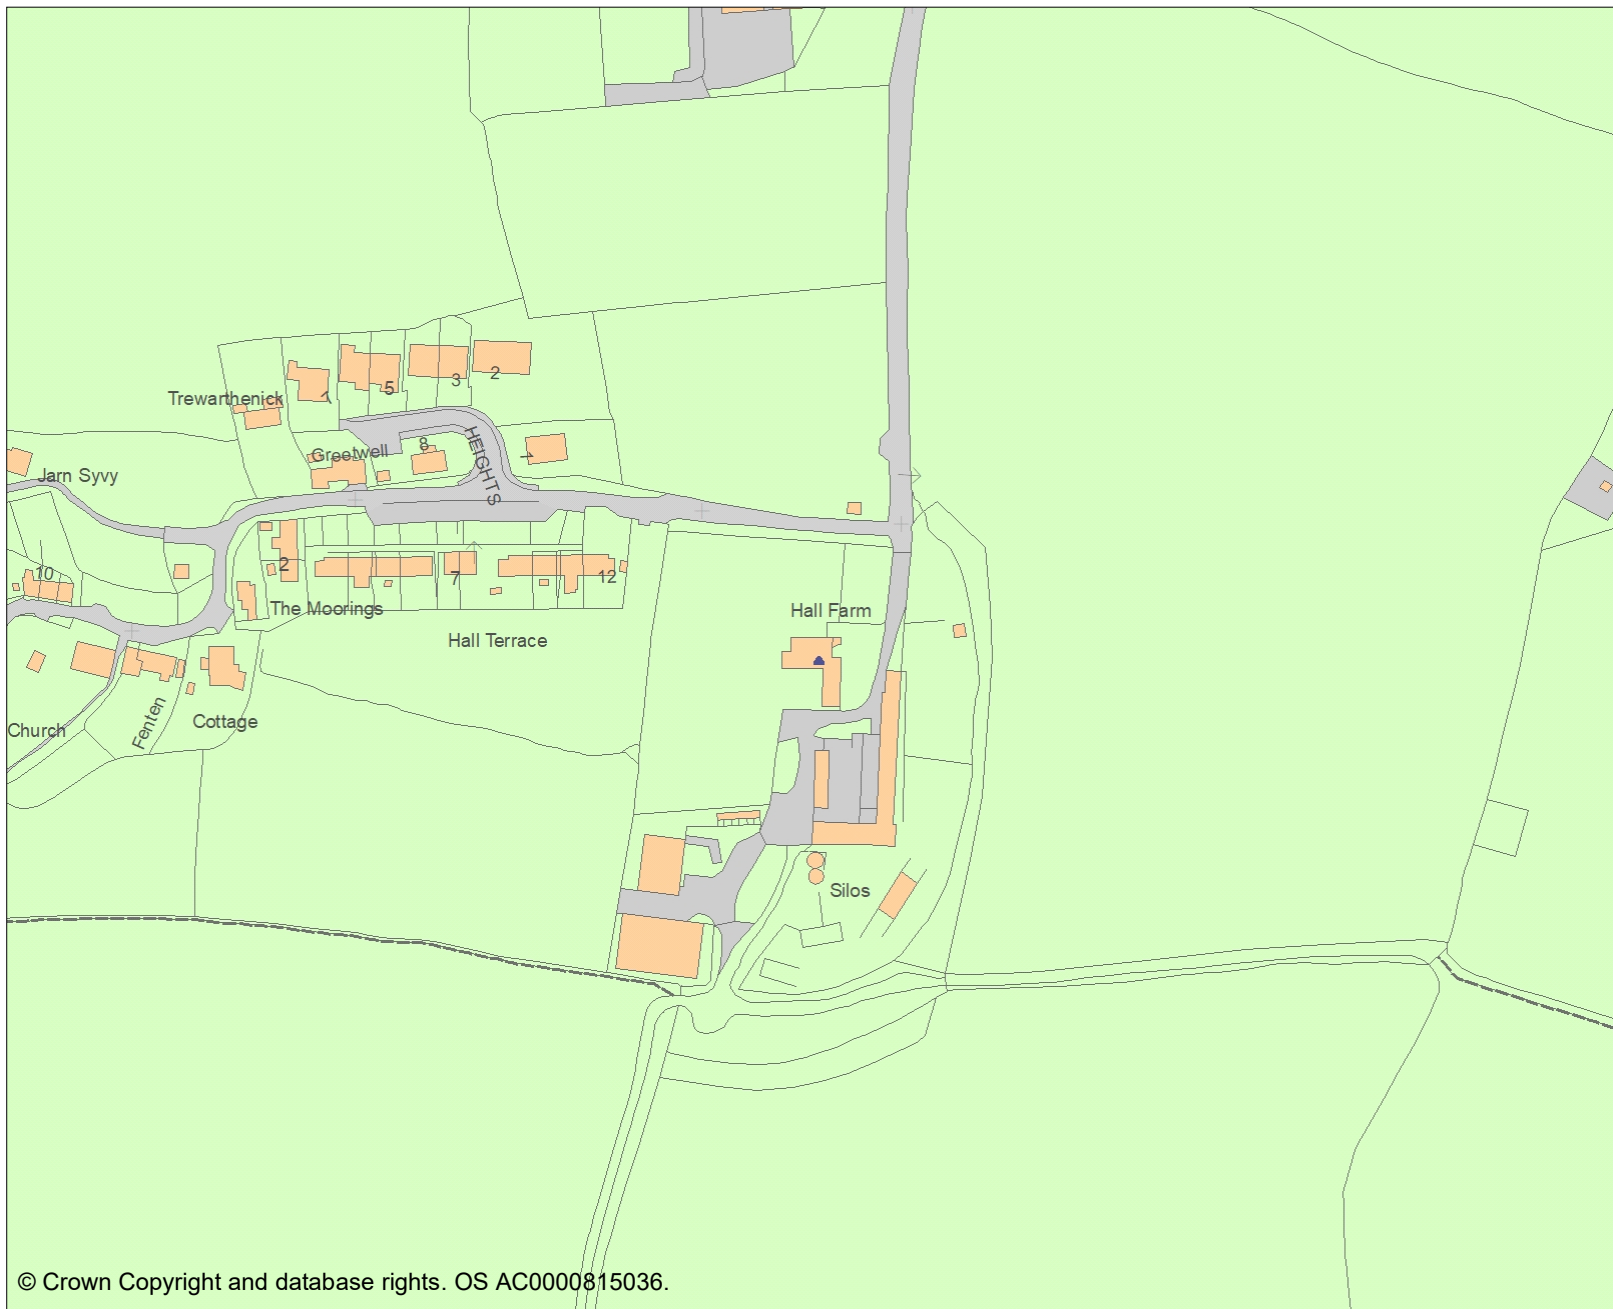 Trewarthenick
1
5
3
2
Greetwell
8
HEIGHTS
1
Jarn Syvy
10
2
7
12
The Moorings
Hall Terrace
Hall Farm
Fenten
Cottage
Church
Silos
© Crown Copyright and database rights. OS AC0000815036.